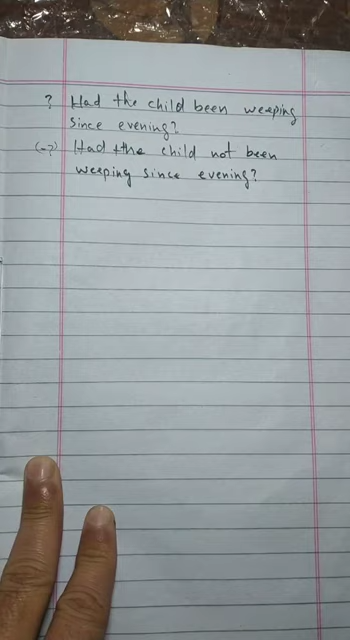 ? Had the child been weeping
since evening?
(-?) Had the child not been
weeping since evening?